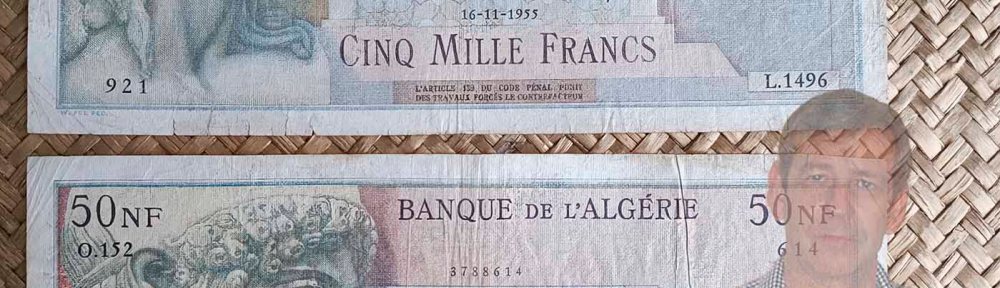 16-11-1955
CINQ MILLE FRANCS
921
L.1496
L'ARTICLE 139 DU CODE PÉNAL PUNIT
DES TRAVAUX FORCÉS LE CONTREFACTEUR
50NF
BANQUE DE L'ALGÉRIE
50NF
O.152
614
3788614